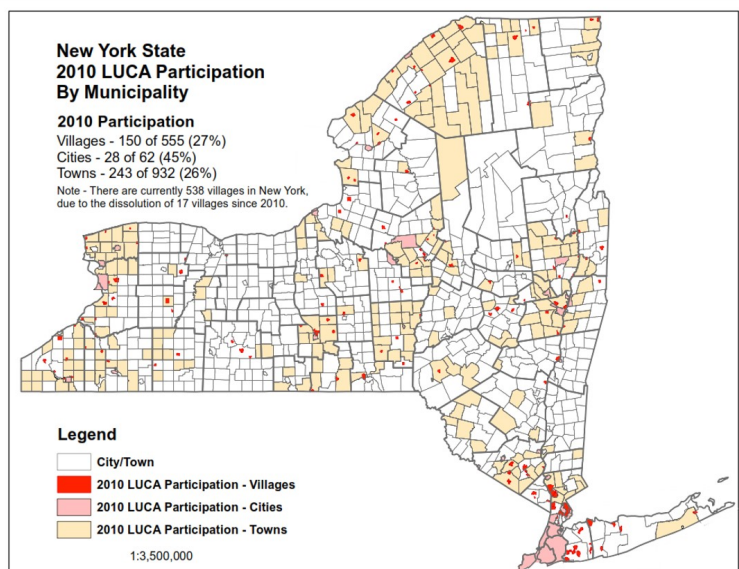 New York State
2010 LUCA Participation
By Municipality
2010 Participation
Villages - 150 of 555 (27%)
Cities - 28 of 62 (45%)
Towns - 243 of 932 (26%)
Note - There are currently 538 villages in New York,
due to the dissolution of 17 villages since 2010.
Legend
City/Town
2010 LUCA Participation - Villages
2010 LUCA Participation - Cities
2010 LUCA Participation - Towns
1:3,500,000